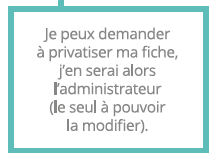 Je peux demander
à privatiser ma fiche,
j'en serai alors
l'administrateur
(le seul à pouvoir
la modifier).